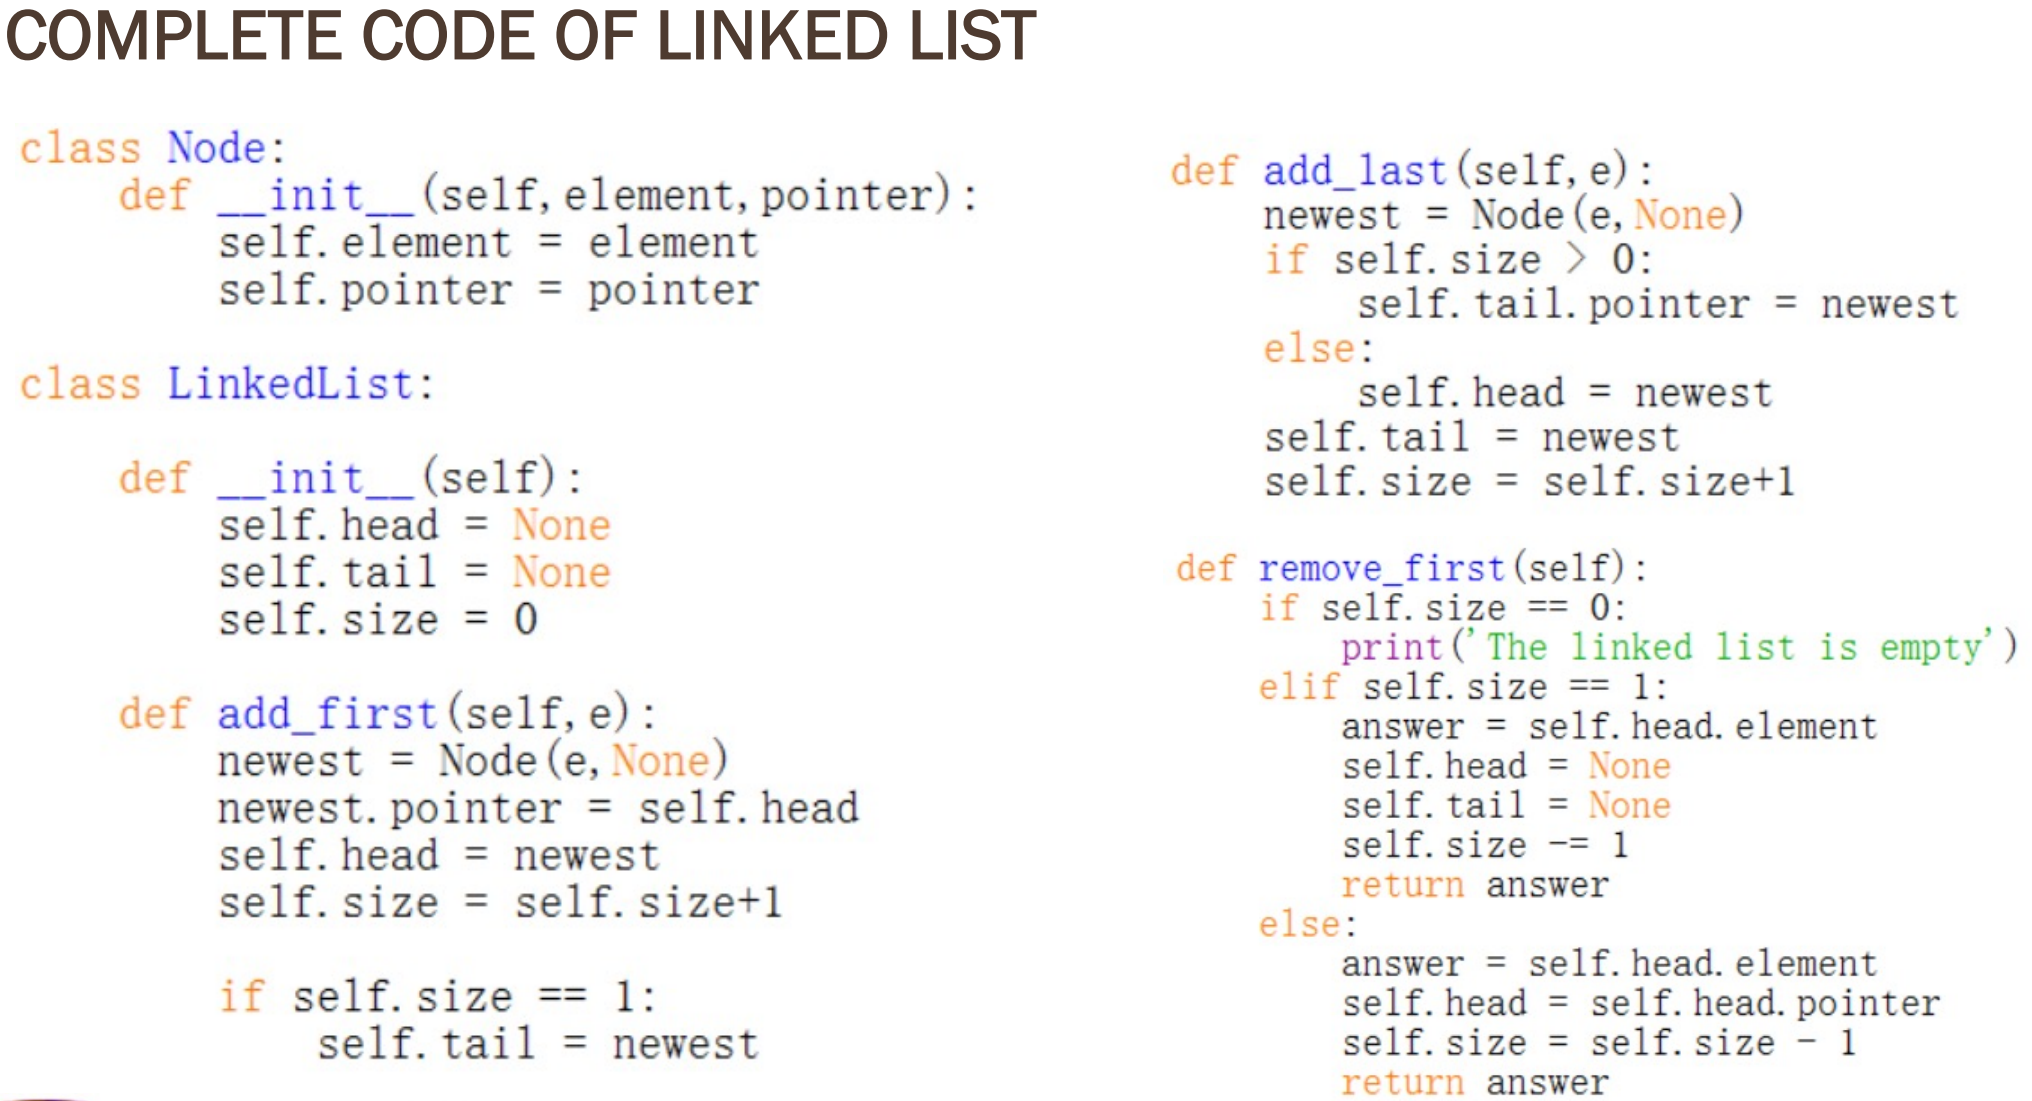 COMPLETE CODE OF LINKED LIST
class Node:
    def __init__(self, element, pointer):
        self.element = element
        self.pointer = pointer
class LinkedList:
    def __init__(self):
        self.head = None
        self.tail = None
        self.size = 0
    def add_first(self, e):
        newest = Node(e, None)
        newest.pointer = self.head
        self.head = newest
        self.size = self.size+1
        if self.size == 1:
            self.tail = newest
    def add_last(self, e):
        newest = Node(e, None)
        if self.size > 0:
            self.tail.pointer = newest
        else:
            self.head = newest
        self.tail = newest
        self.size = self.size+1
    def remove_first(self):
        if self.size == 0:
            print('The linked list is empty')
        elif self.size == 1:
            answer = self.head.element
            self.head = None
            self.tail = None
            self.size -= 1
            return answer
        else:
            answer = self.head.element
            self.head = self.head.pointer
            self.size = self.size - 1
            return answer